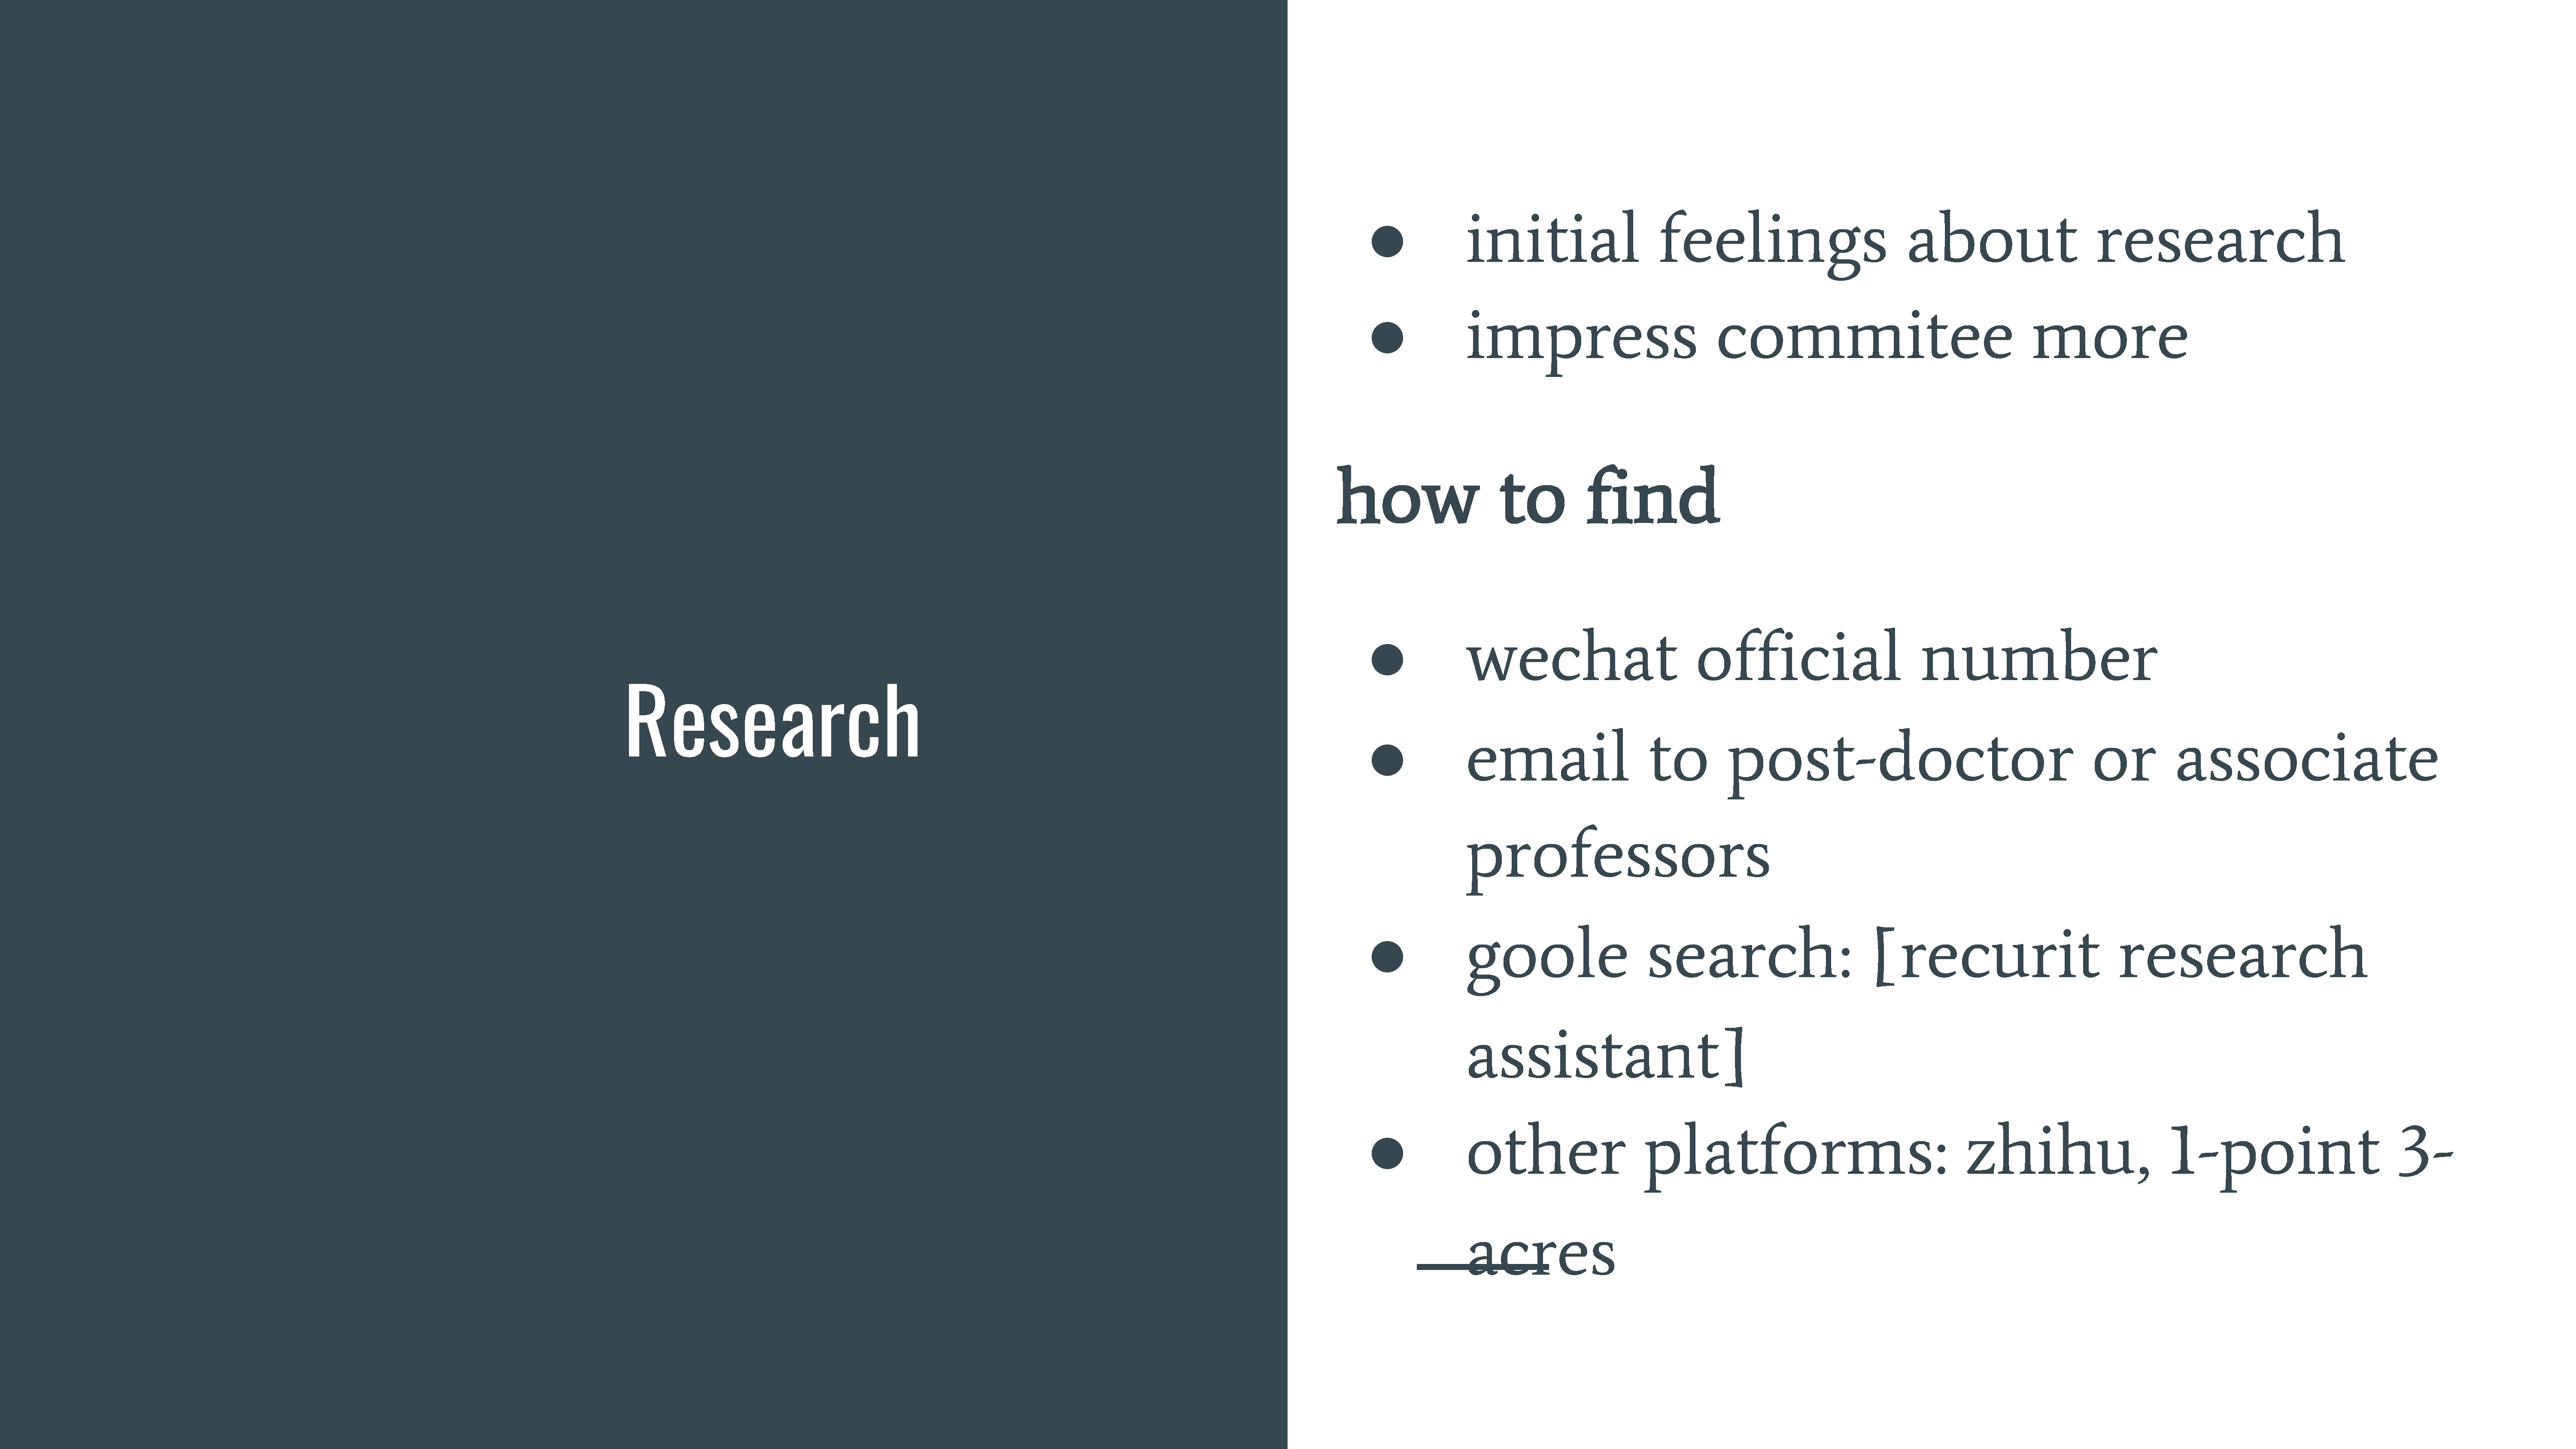 Research
● initial feelings about research
● impress commitee more
how to find
● wechat official number
● email to post-doctor or associate
professors
● goole search: [recurit research
assistant]
● other platforms: zhihu, 1-point 3-
acres